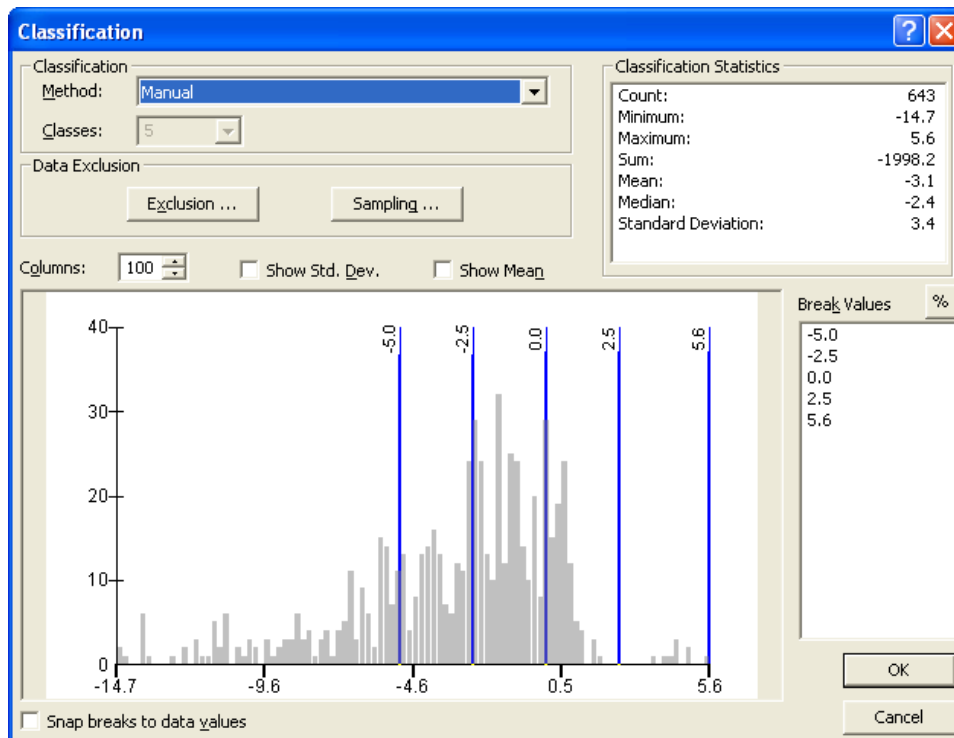 Classification
Classification
Method: Manual
Classes: 5
Data Exclusion
Exclusion ...
Sampling ...
Classification Statistics
Count: 643
Minimum: -14.7
Maximum: 5.6
Sum: -1998.2
Mean: -3.1
Median: -2.4
Standard Deviation: 3.4
Columns: 100
Show Std. Dev.
Show Mean
Break Values
%
-5.0
-2.5
0.0
2.5
5.6
40
30
20
10
0
-5.0
-2.5
0.0
2.5
5.6
-14.7
-9.6
-4.6
0.5
5.6
OK
Cancel
Snap breaks to data values